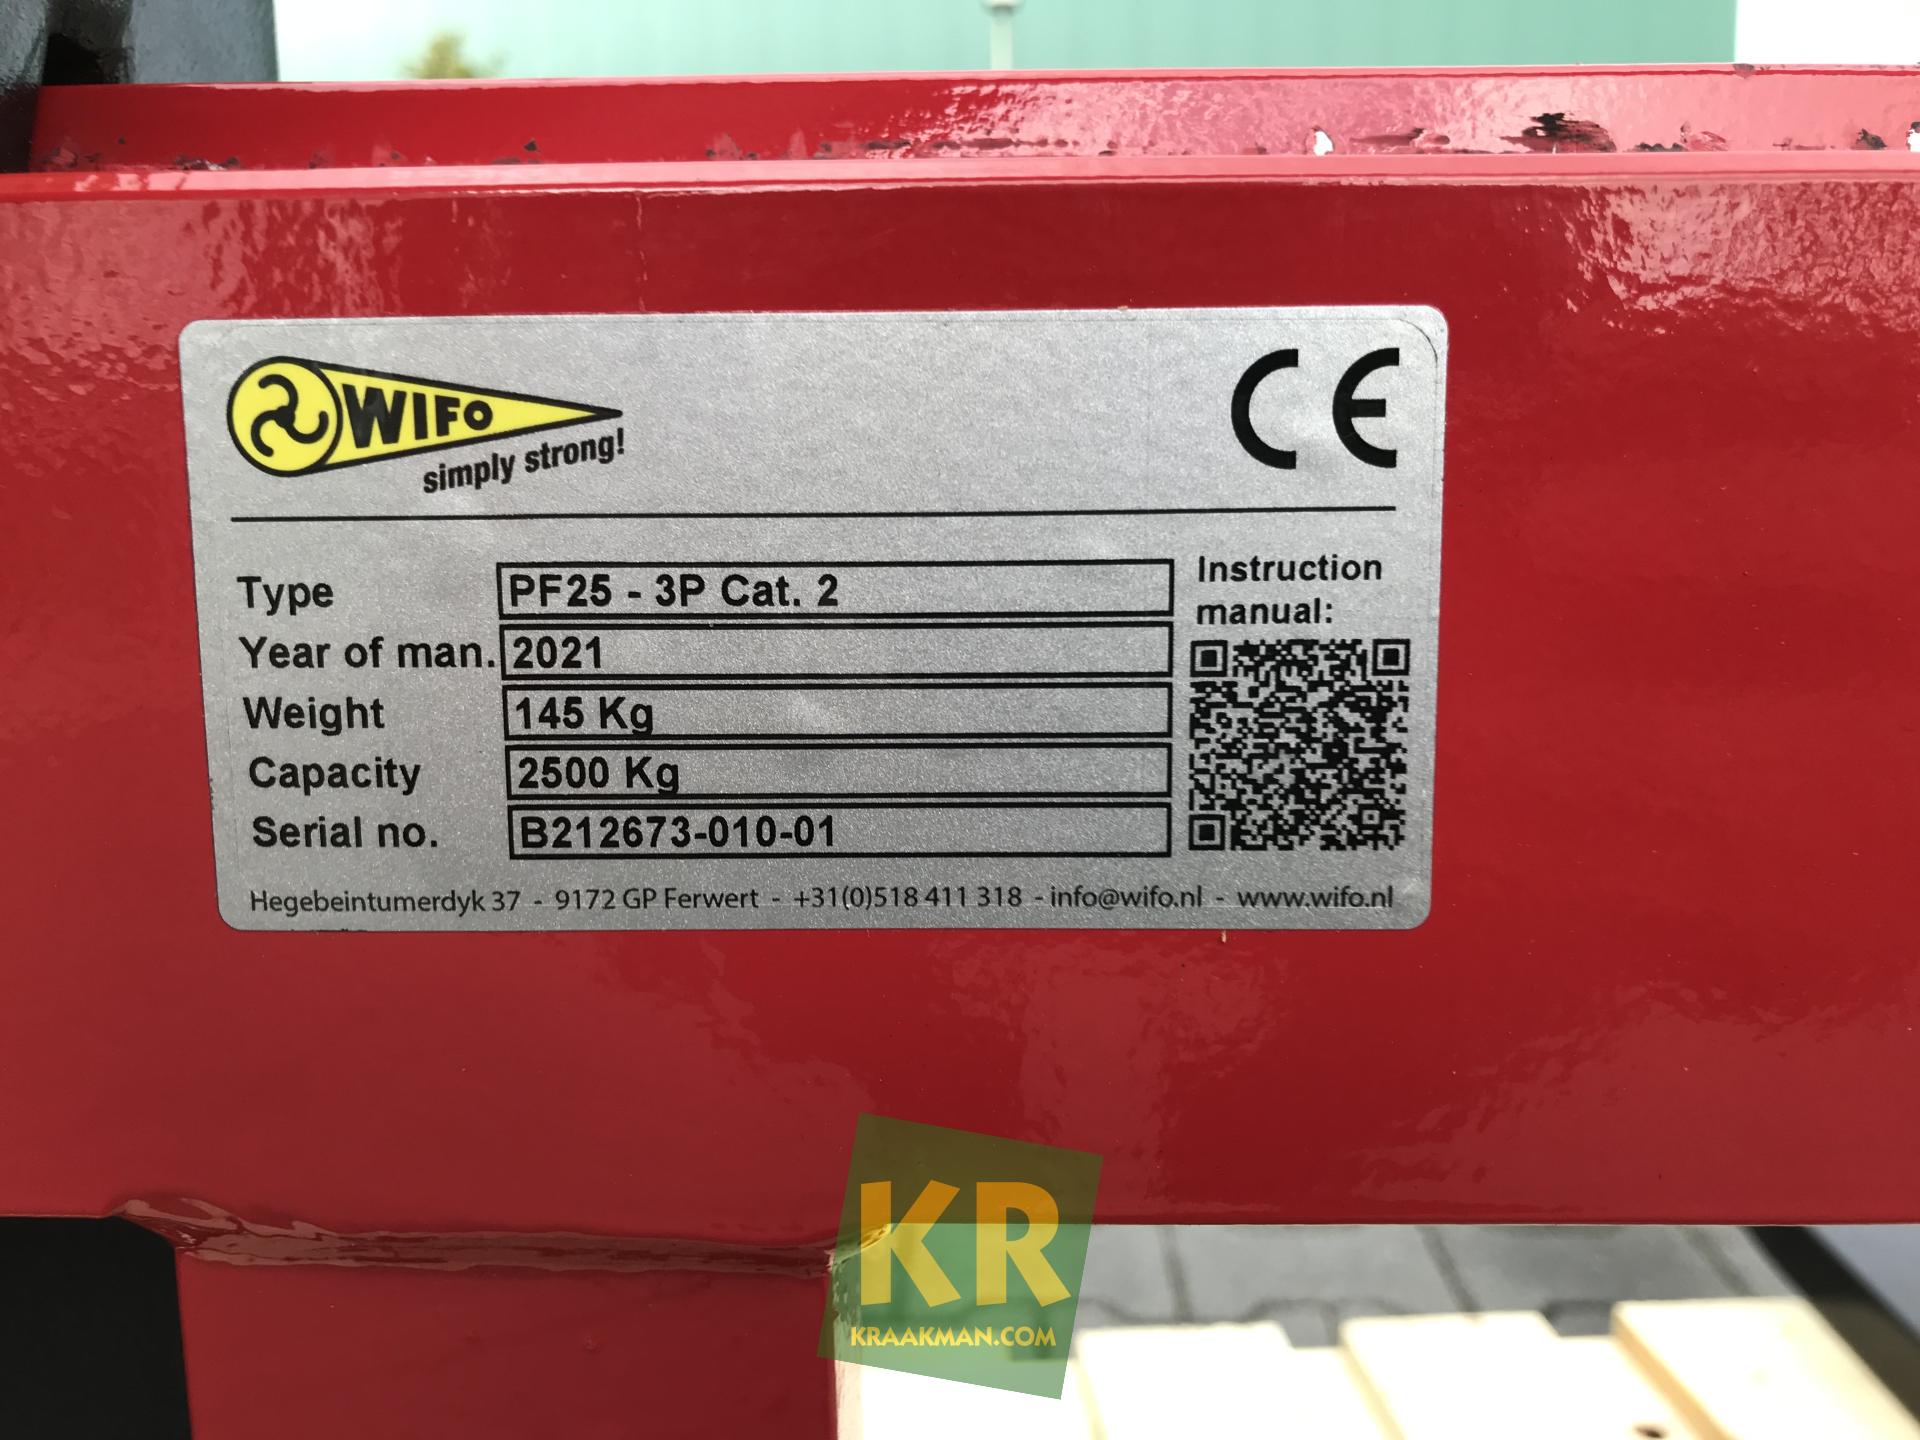 WIFO
simply strong!
CE
Type PF25 - 3P Cat. 2
Year of man. 2021
Weight 145 Kg
Capacity 2500 Kg
Serial no. B212673-010-01
Instruction
manual:
Hegebeintumerdyk 37 - 9172 GP Ferwert - +31(0)518 411 318 - info@wifo.nl - www.wifo.nl
KR
KRAAKMAN.COM